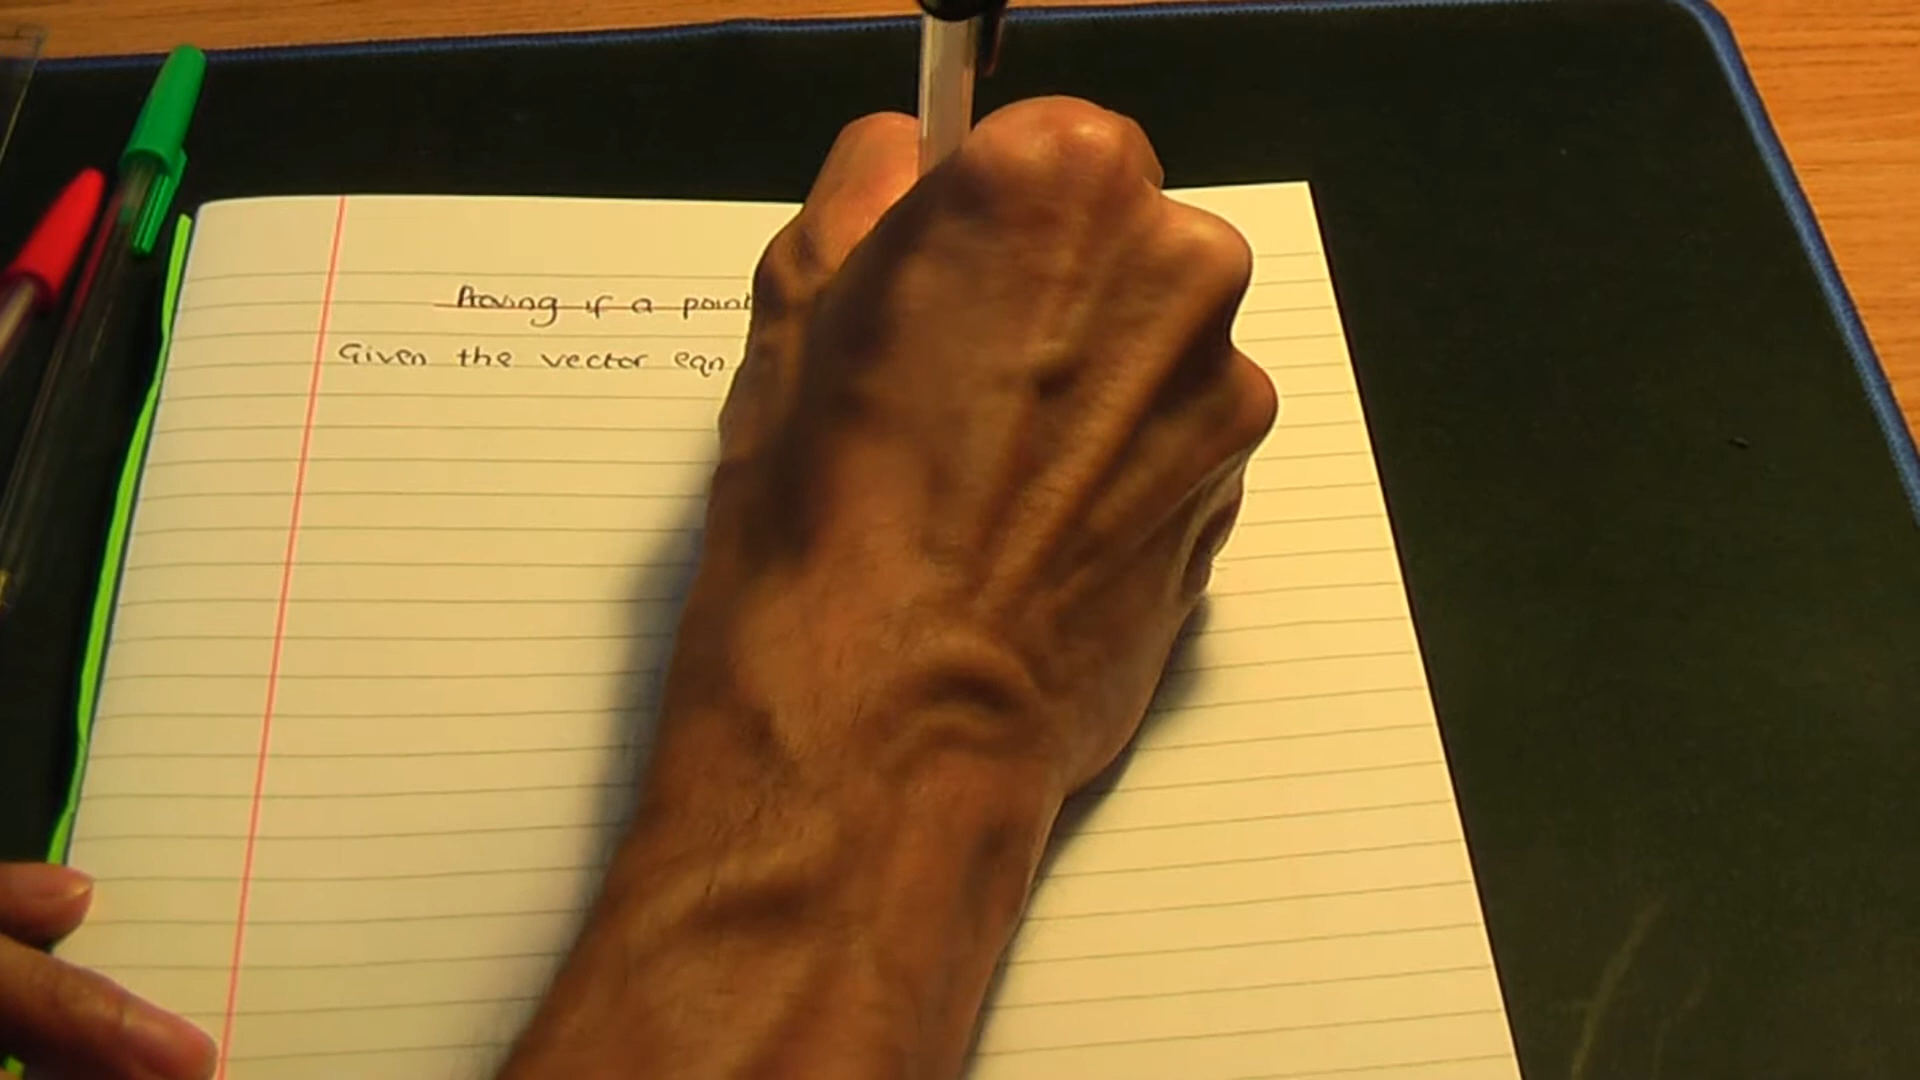 Proving if a point
Given the vector eqn